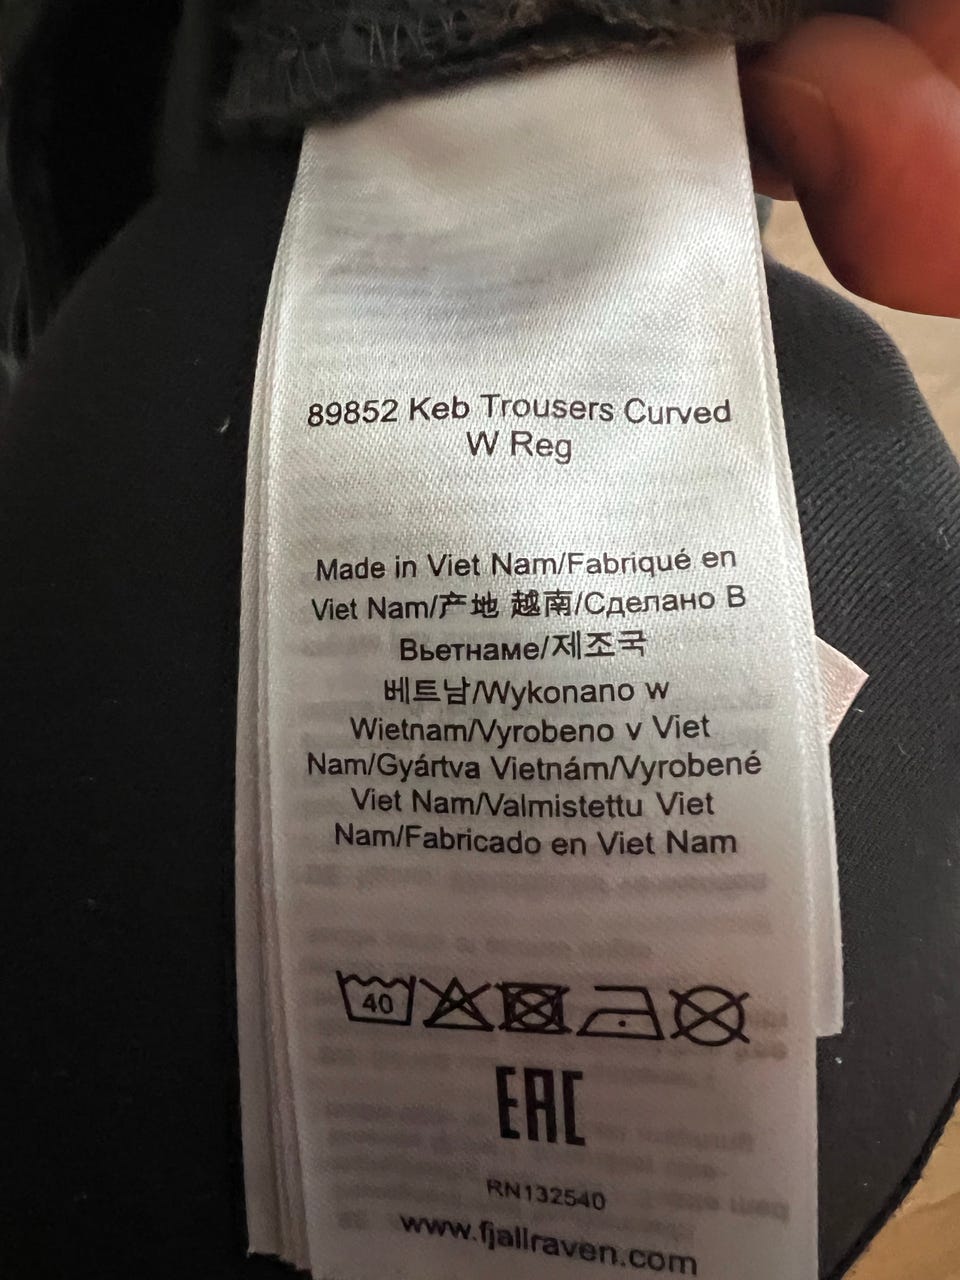 89852 Keb Trousers Curved
W Reg
Made in Viet Nam/Fabriqué en
Viet Nam/产地 越南/Сделано В
Вьетнаме/제조국
베트남/Wykonano w
Wietnam/Vyrobeno v Viet
Nam/Gyártva Vietnám/Vyrobené
Viet Nam/Valmistettu Viet
Nam/Fabricado en Viet Nam
40
EAC
RN132540
www.fjallraven.com